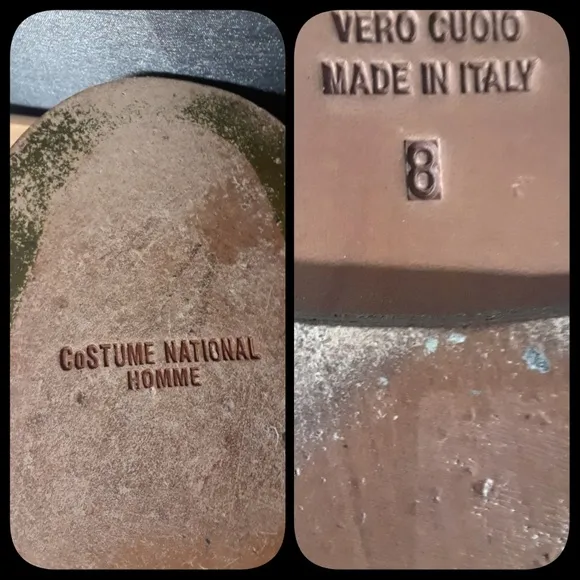 CoSTUME NATIONAL
HOMME
VERO CUOIO
MADE IN ITALY
8